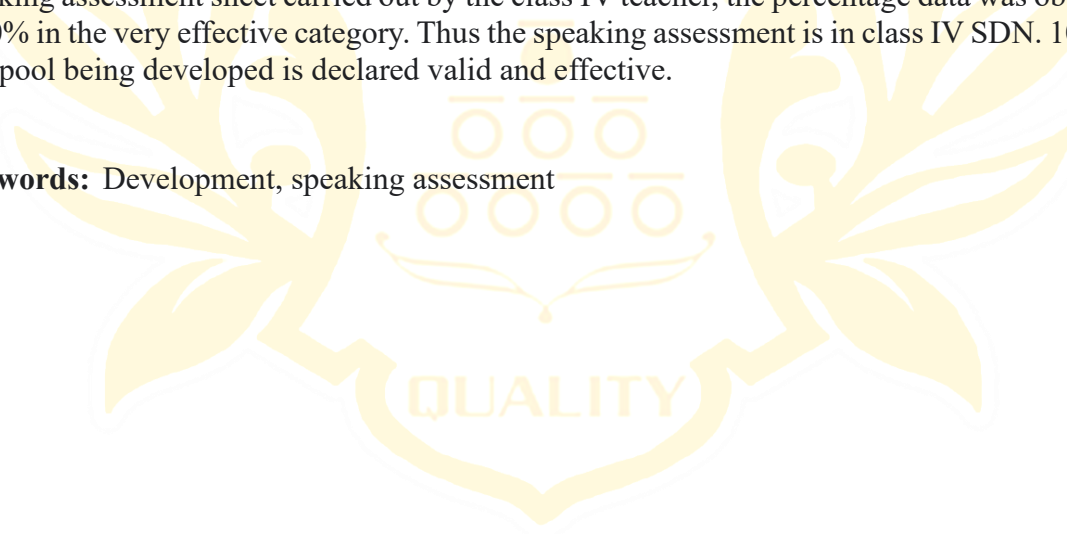 king assessment sheet carried out by the class IV teacher, the percentage data was ob
0% in the very effective category. Thus the speaking assessment is in class IV SDN. 10
pool being developed is declared valid and effective.
words: Development, speaking assessment
QUALITY